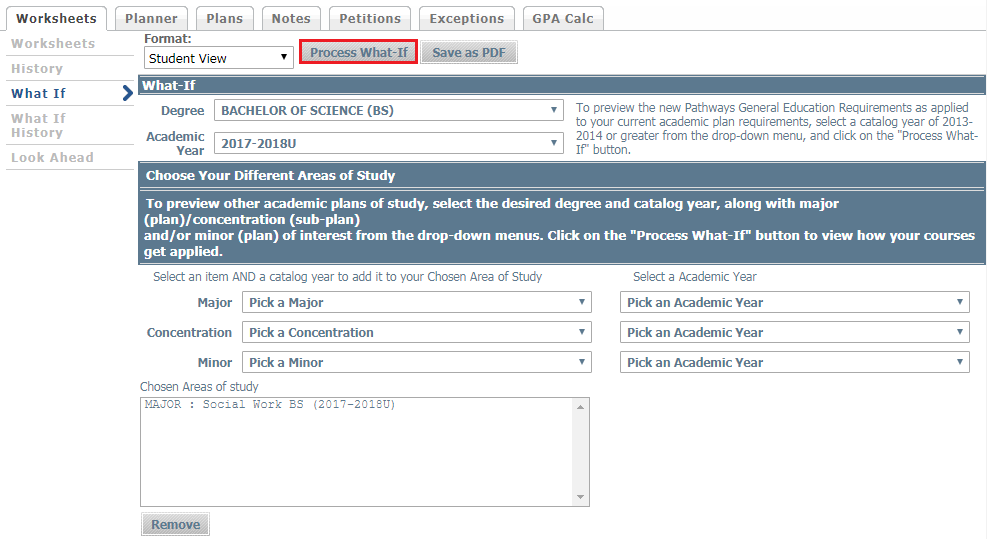 Worksheets Planner Plans Notes Petitions Exceptions GPA Calc
Worksheets
History
What If
What If
History
Look Ahead
Format:
Student View Process What-If Save as PDF
What-If
Degree BACHELOR OF SCIENCE (BS)
Academic
Year 2017-2018U
To preview the new Pathways General Education Requirements as applied
to your current academic plan requirements, select a catalog year of 2013-
2014 or greater from the drop-down menu, and click on the "Process What-
If" button.
Choose Your Different Areas of Study
To preview other academic plans of study, select the desired degree and catalog year, along with major
(plan)/concentration (sub-plan)
and/or minor (plan) of interest from the drop-down menus. Click on the "Process What-If" button to view how your courses
get applied.
Select an item AND a catalog year to add it to your Chosen Area of Study Select a Academic Year
Major Pick a Major Pick an Academic Year
Concentration Pick a Concentration Pick an Academic Year
Minor Pick a Minor Pick an Academic Year
Chosen Areas of study
MAJOR : Social Work BS (2017-2018U)
Remove